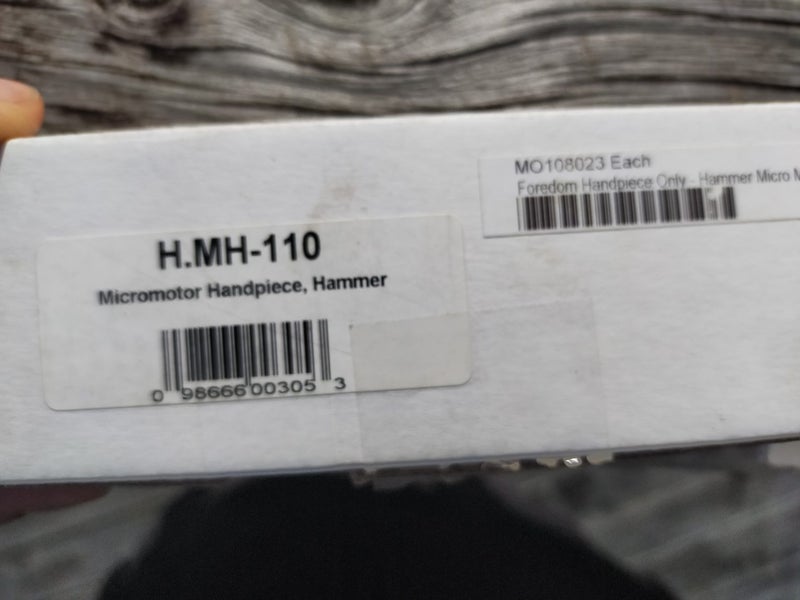 MO108023 Each
Foredom Handpiece Only - Hammer Micro M
H.MH-110
Micromotor Handpiece, Hammer
0 98666 00305 3